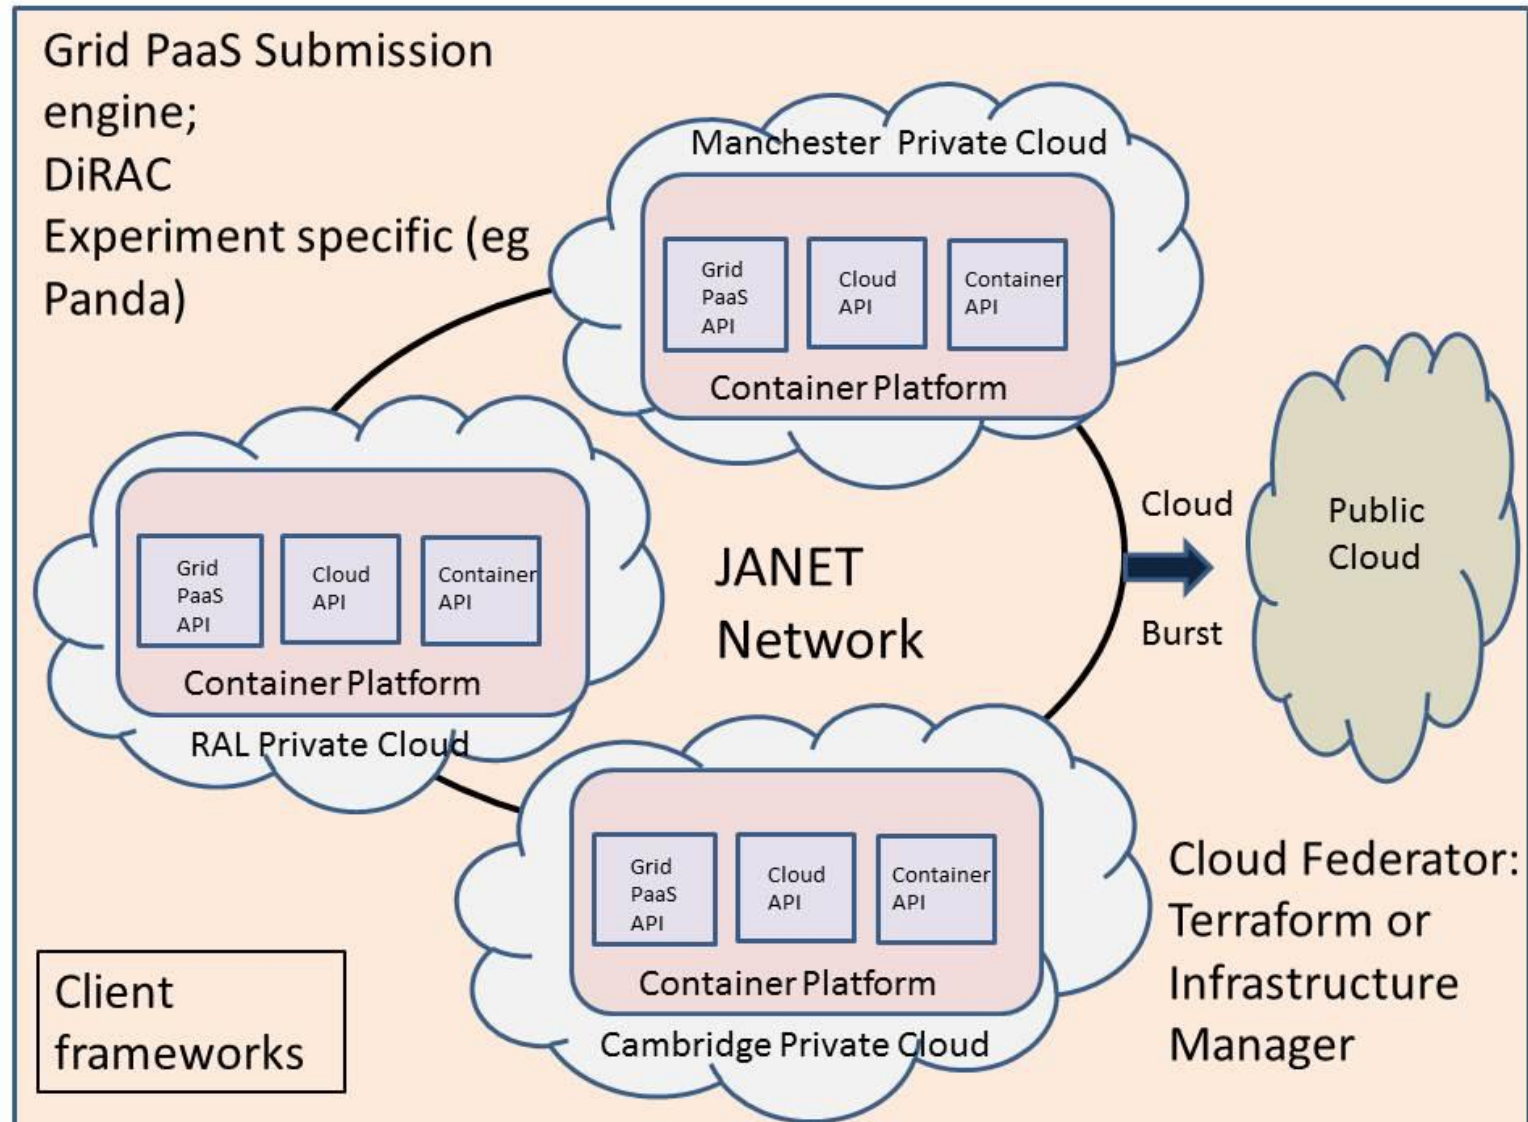 Grid PaaS Submission
engine;
DiRAC
Experiment specific (eg
Panda)
Manchester Private Cloud
Grid
PaaS
API
Cloud
API
Container
API
Container Platform
Grid
PaaS
API
Cloud
API
Container
API
Container Platform
RAL Private Cloud
JANET
Network
Cloud
Burst
Public
Cloud
Grid
PaaS
API
Cloud
API
Container
API
Container Platform
Cambridge Private Cloud
Cloud Federator:
Terraform or
Infrastructure
Manager
Client
frameworks